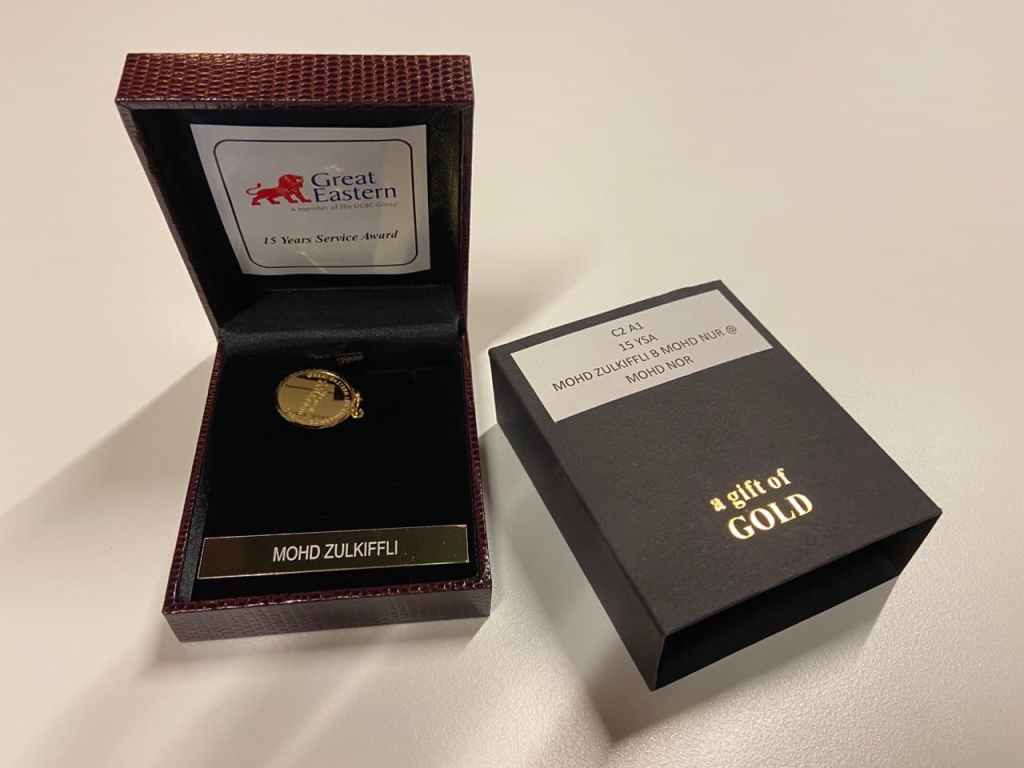 Great
Eastern
A member of the OCBC Group
15 Years Service Award
MOHD ZULKIFFLI
C2 A1
15 YSA
MOHD ZULKIFFLI B MOHD NUR @
MOHD NOR
a gift of
GOLD